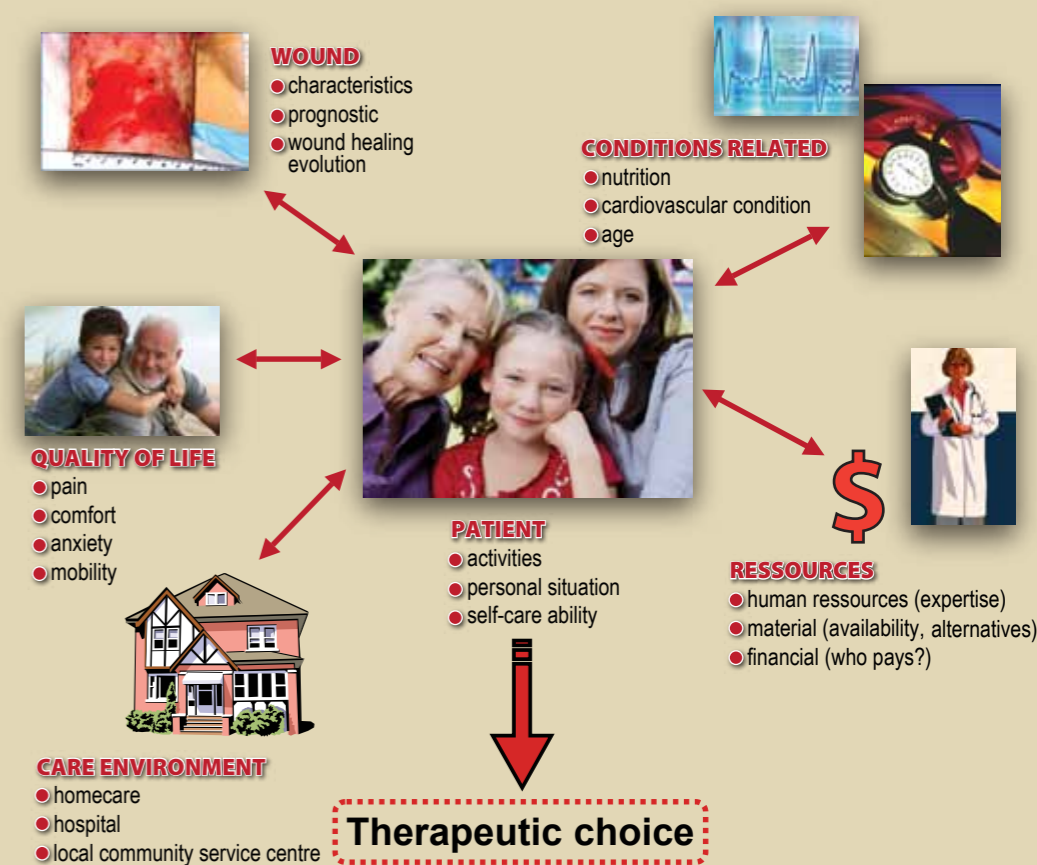 WOUND
characteristics
prognostic
wound healing
evolution
CONDITIONS RELATED
nutrition
cardiovascular condition
age
QUALITY OF LIFE
pain
comfort
anxiety
mobility
PATIENT
activities
personal situation
self-care ability
$
RESSOURCES
human ressources (expertise)
material (availability, alternatives)
financial (who pays?)
CARE ENVIRONMENT
homecare
hospital
local community service centre
Therapeutic choice